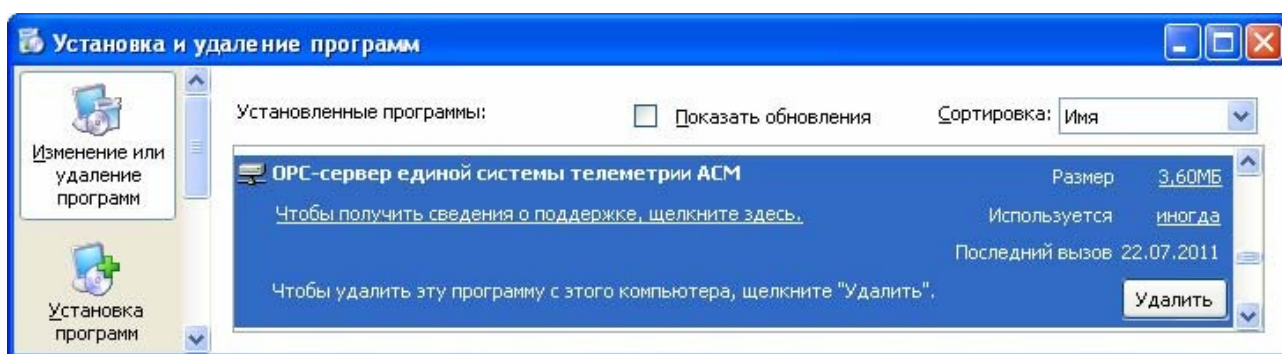 Установка и удаление программ
Изменение или
удаление
программ
Установка
программ
Установленные программы:
Показать обновления
Сортировка: Имя
OPC-сервер единой системы телеметрии АСМ
Размер 3,60МБ
Чтобы получить сведения о поддержке, щелкните здесь.
Используется иногда
Последний вызов 22.07.2011
Чтобы удалить эту программу с этого компьютера, щелкните "Удалить".
Удалить